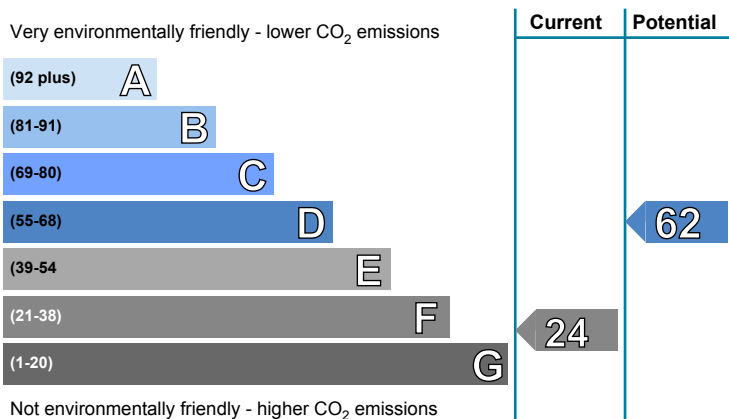 Current Potential
Very environmentally friendly - lower CO2 emissions
(92 plus) A
(81-91) B
(69-80) C
(55-68) D
62
(39-54 E
(21-38) F
24
(1-20) G
Not environmentally friendly - higher CO2 emissions